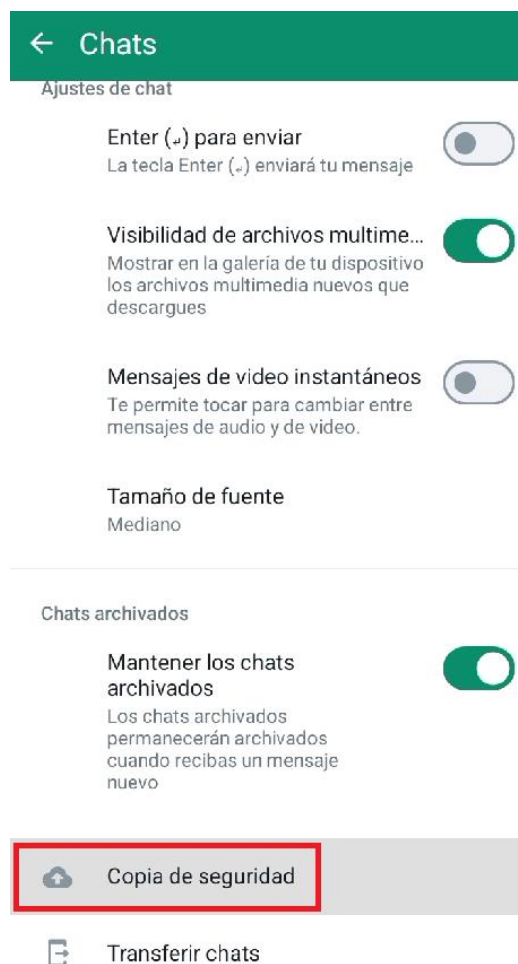 Chats
Ajustes de chat
Enter (↵) para enviar
La tecla Enter (↵) enviará tu mensaje
Visibilidad de archivos multime...
Mostrar en la galería de tu dispositivo
los archivos multimedia nuevos que
descargues
Mensajes de video instantáneos
Te permite tocar para cambiar entre
mensajes de audio y de video.
Tamaño de fuente
Mediano
Chats archivados
Mantener los chats
archivados
Los chats archivados
permanecerán archivados
cuando recibas un mensaje
nuevo
Copia de seguridad
Transferir chats